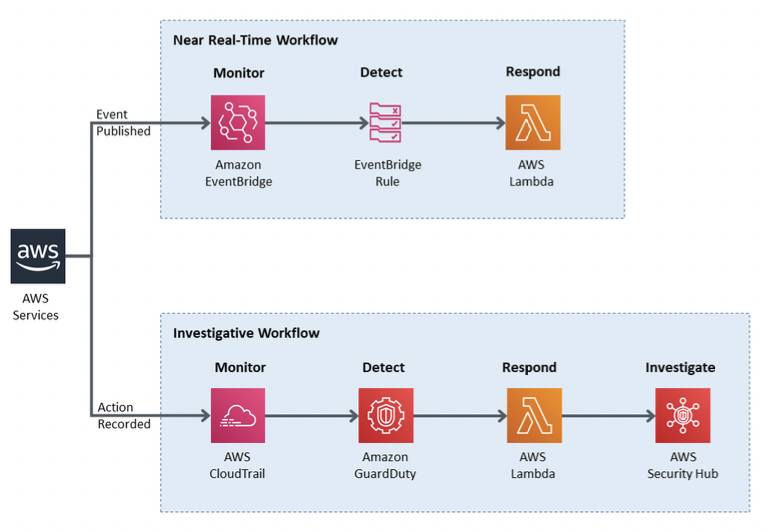 Near Real-Time Workflow
Monitor
Detect
Respond
Event
Published
Amazon
EventBridge
EventBridge
Rule
AWS
Lambda
aws
AWS
Services
Investigative Workflow
Monitor
Detect
Respond
Investigate
Action
Recorded
AWS
CloudTrail
Amazon
GuardDuty
AWS
Lambda
AWS
Security Hub